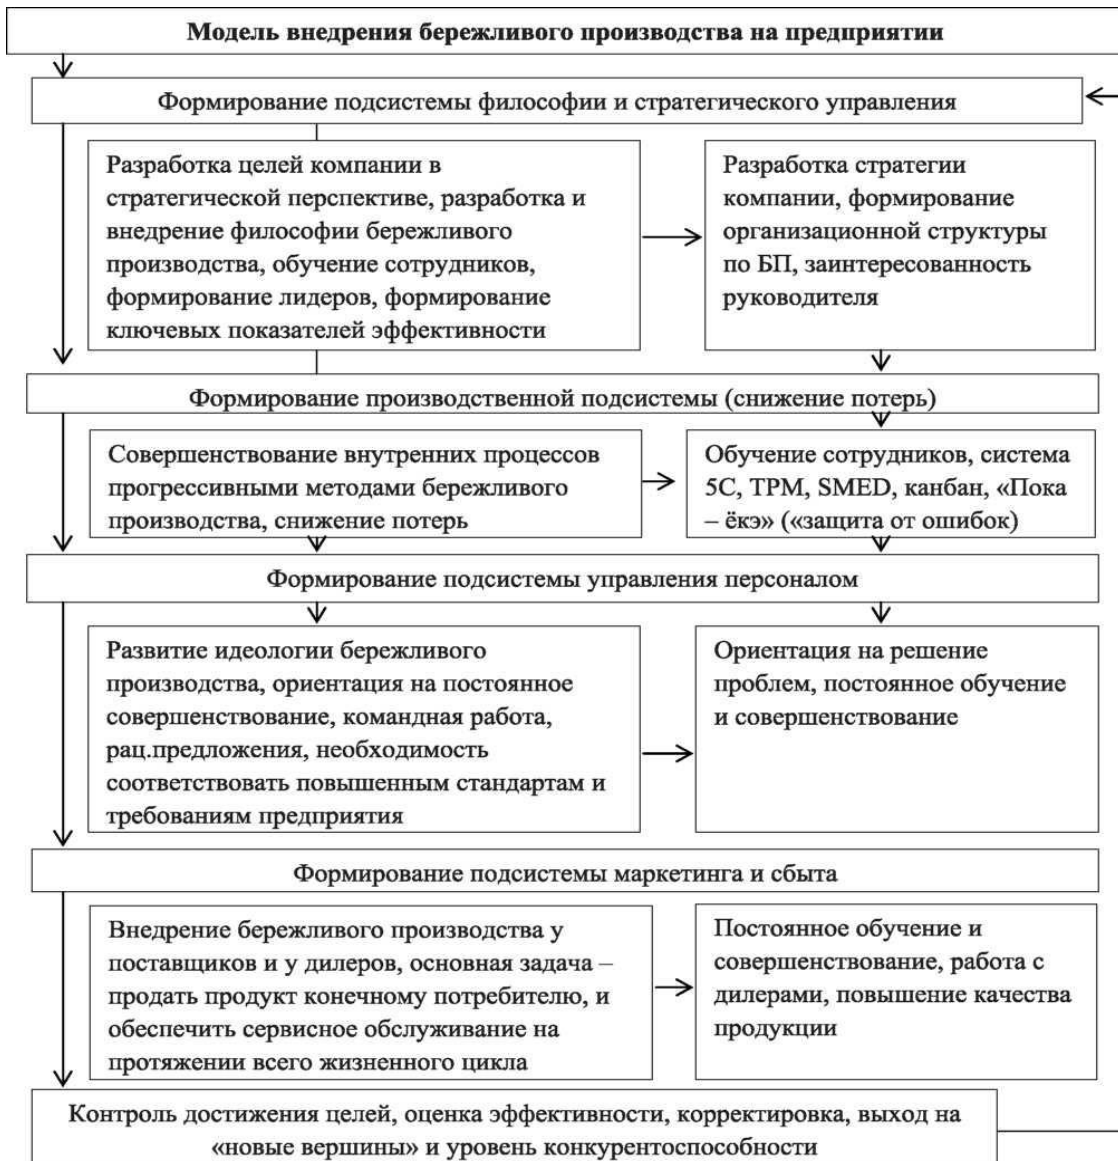 Модель внедрения бережливого производства на предприятии
Формирование подсистемы философии и стратегического управления
Разработка целей компании в
стратегической перспективе, разработка и
внедрение философии бережливого
производства, обучение сотрудников,
формирование лидеров, формирование
ключевых показателей эффективности
Разработка стратегии
компании, формирование
организационной структуры
по БП, заинтересованность
руководителя
Формирование производственной подсистемы (снижение потерь)
Совершенствование внутренних процессов
прогрессивными методами бережливого
производства, снижение потерь
Обучение сотрудников, система
5С, TPM, SMED, канбан, «Пока
– ёкэ» («защита от ошибок)
Формирование подсистемы управления персоналом
Развитие идеологии бережливого
производства, ориентация на постоянное
совершенствование, командная работа,
рац.предложения, необходимость
соответствовать повышенным стандартам и
требованиям предприятия
Ориентация на решение
проблем, постоянное обучение
и совершенствование
Формирование подсистемы маркетинга и сбыта
Внедрение бережливого производства у
поставщиков и у дилеров, основная задача –
продать продукт конечному потребителю, и
обеспечить сервисное обслуживание на
протяжении всего жизненного цикла
Постоянное обучение и
совершенствование, работа с
дилерами, повышение качества
продукции
Контроль достижения целей, оценка эффективности, корректировка, выход на
«новые вершины» и уровень конкурентоспособности